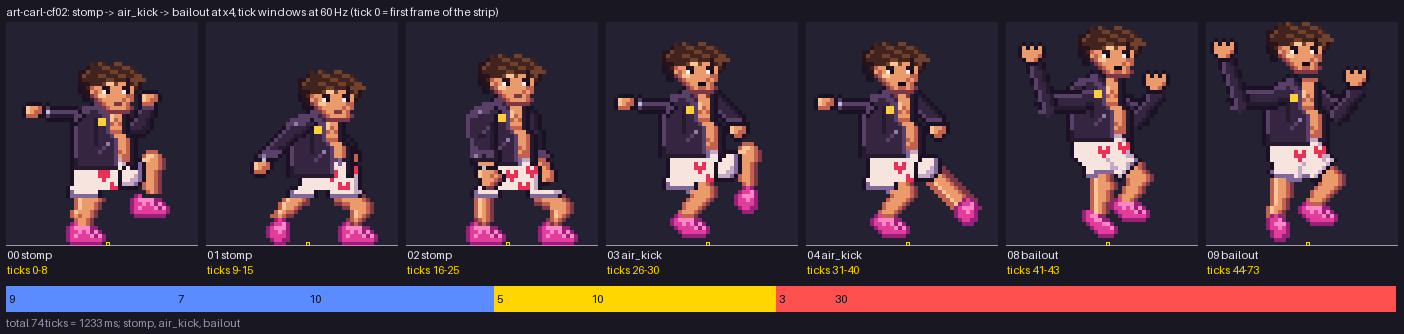 art-carl-cf02: stomp -> air_kick -> bailout at x4, tick windows at 60 Hz (tick 0 = first frame of the strip)
00 stomp 01 stomp 02 stomp 03 air_kick 04 air_kick 08 bailout 09 bailout
ticks 0-8 ticks 9-15 ticks 16-25 ticks 26-30 ticks 31-40 ticks 41-43 ticks 44-73
9 7 10 5 10 3 30
total 74 ticks = 1233 ms; stomp, air_kick, bailout